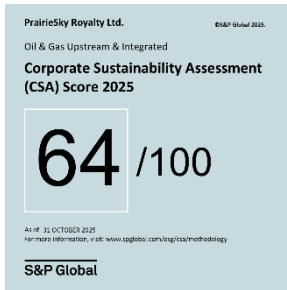 PrairieSky Royalty Ltd.
©S&P Global 2025.
Oil & Gas Upstream & Integrated
Corporate Sustainability Assessment
(CSA) Score 2025
64 /100
As of 31 OCTOBER 2025
For more information, visit: www.spglobal.com/esg/csa/methodology
S&P Global